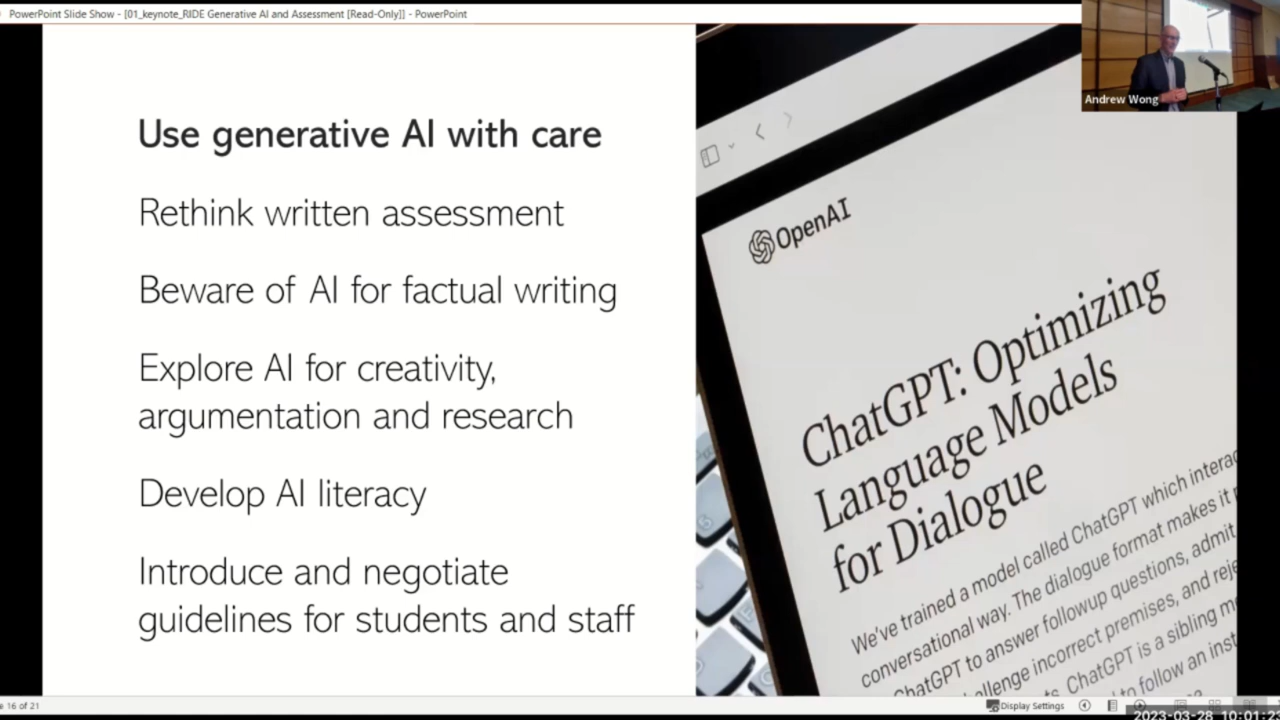 PowerPoint Slide Show - [01_keynote_RIDE Generative AI and Assessment [Read-Only]] - PowerPoint
Andrew Wong
Use generative AI with care
Rethink written assessment
Beware of AI for factual writing
Explore AI for creativity,
argumentation and research
Develop AI literacy
Introduce and negotiate
guidelines for students and staff
OpenAI
ChatGPT: Optimizing
Language Models
for Dialogue
We've trained a model called ChatGPT which
conversational way. The dialogue format makes it
ChatGPT to answer followup questions, admit
incorrect premises, and
ChatGPT is a sibling
to follow an
16 of 21
Display Settings
2023-03-28 10:01:2